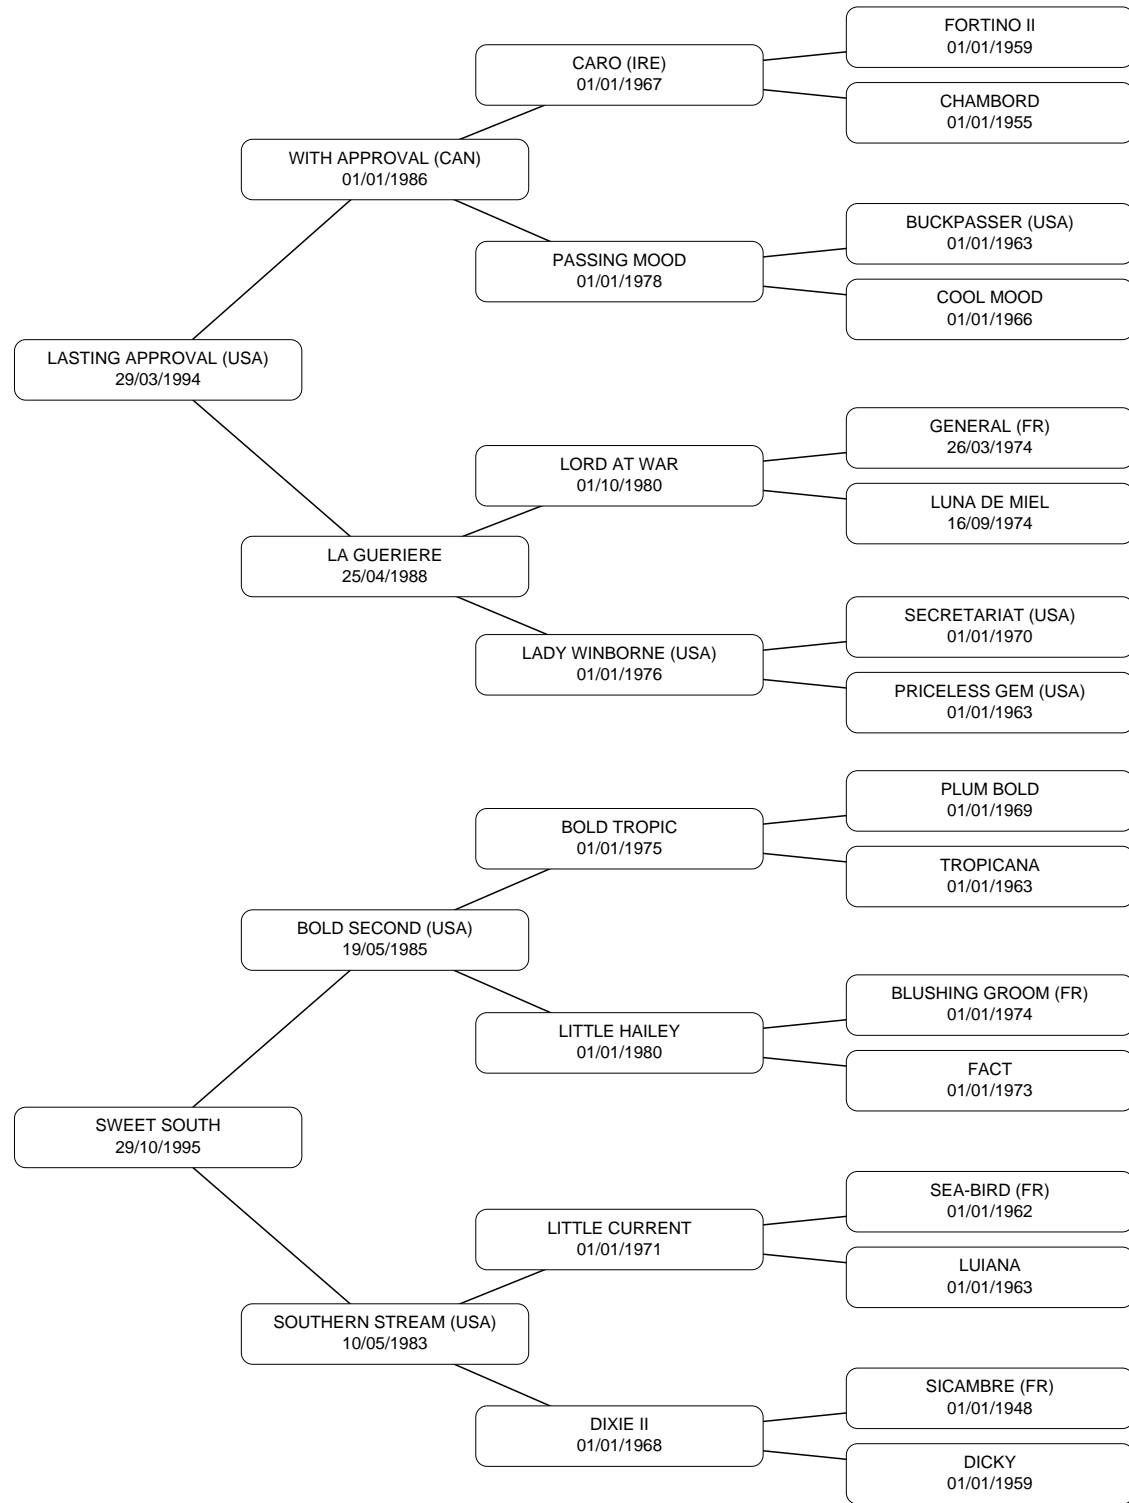 FORTINO II
01/01/1959
CARO (IRE)
01/01/1967
CHAMBORD
01/01/1955
WITH APPROVAL (CAN)
01/01/1986
BUCKPASSER (USA)
01/01/1963
PASSING MOOD
01/01/1978
COOL MOOD
01/01/1966
LASTING APPROVAL (USA)
29/03/1994
GENERAL (FR)
26/03/1974
LORD AT WAR
01/10/1980
LUNA DE MIEL
16/09/1974
LA GUERIERE
25/04/1988
SECRETARIAT (USA)
01/01/1970
LADY WINBORNE (USA)
01/01/1976
PRICELESS GEM (USA)
01/01/1963
PLUM BOLD
01/01/1969
BOLD TROPIC
01/01/1975
TROPICANA
01/01/1963
BOLD SECOND (USA)
19/05/1985
BLUSHING GROOM (FR)
01/01/1974
LITTLE HAILEY
01/01/1980
FACT
01/01/1973
SWEET SOUTH
29/10/1995
SEA-BIRD (FR)
01/01/1962
LITTLE CURRENT
01/01/1971
LUIANA
01/01/1963
SOUTHERN STREAM (USA)
10/05/1983
SICAMBRE (FR)
01/01/1948
DIXIE II
01/01/1968
DICKY
01/01/1959